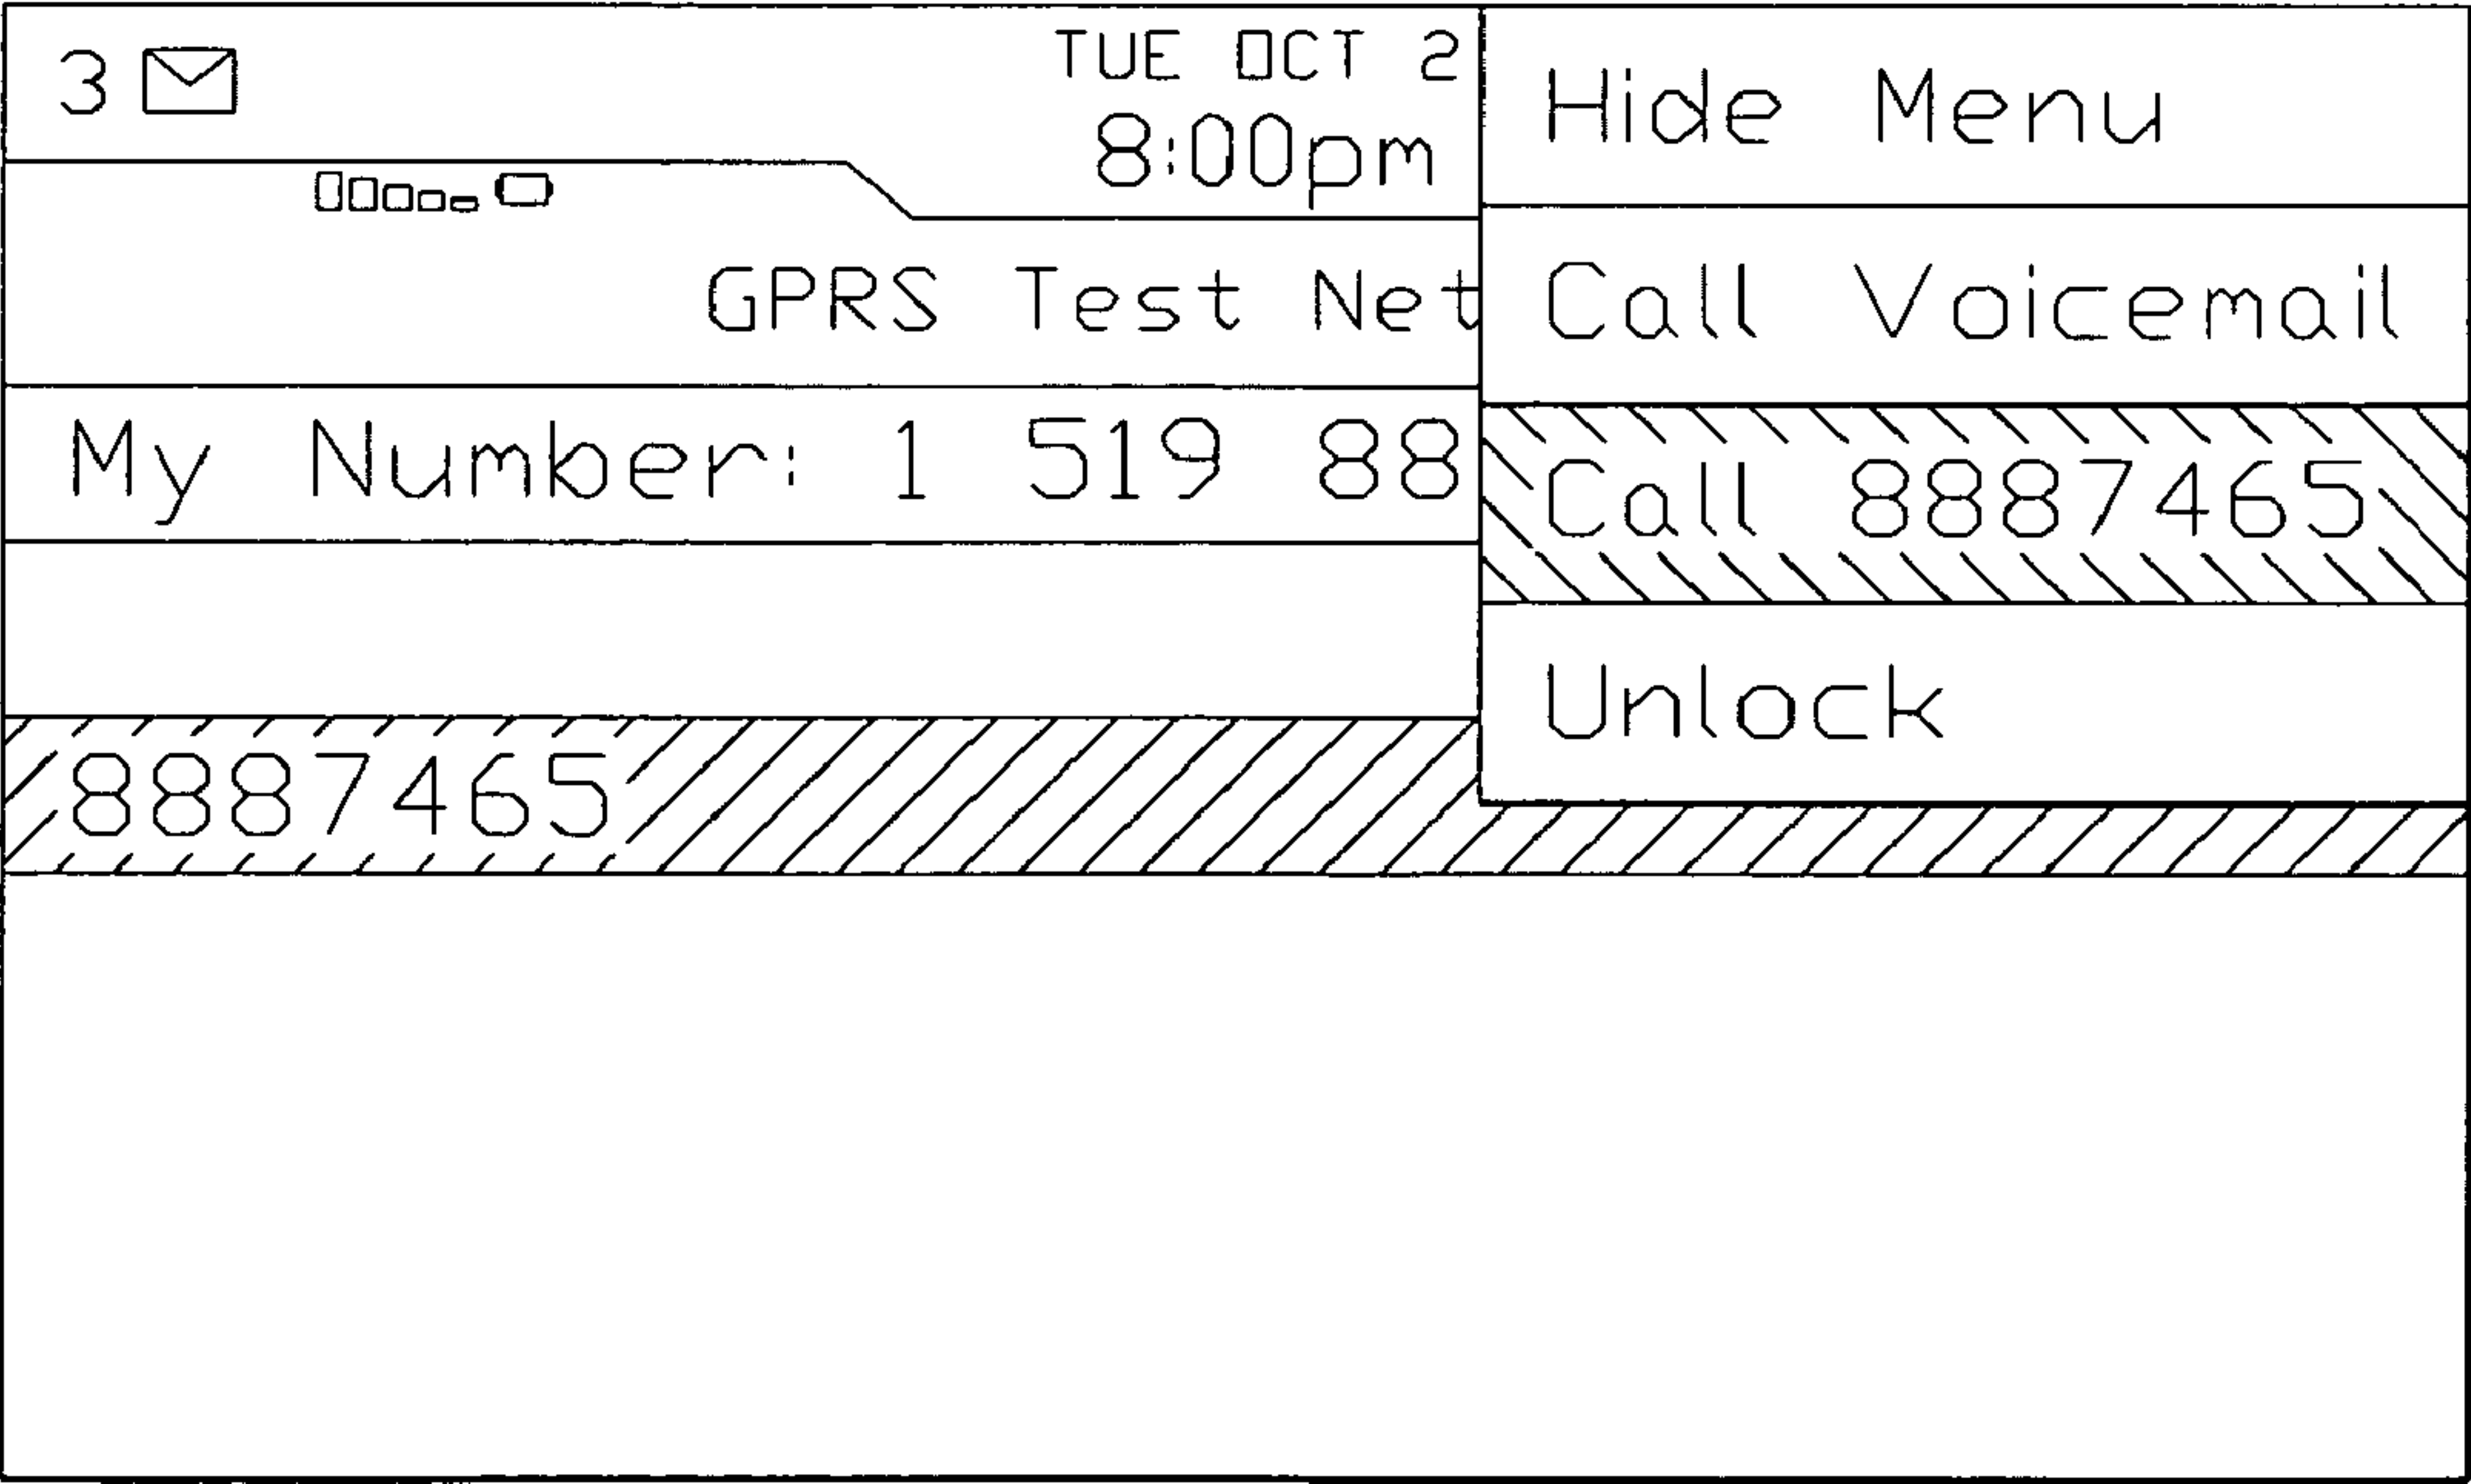 3
TUE OCT 2
8:00pm
GPRS Test Net
My Number: 1 519 88
8887465
Hide Menu
Call Voicemail
Call 8887465
Unlock